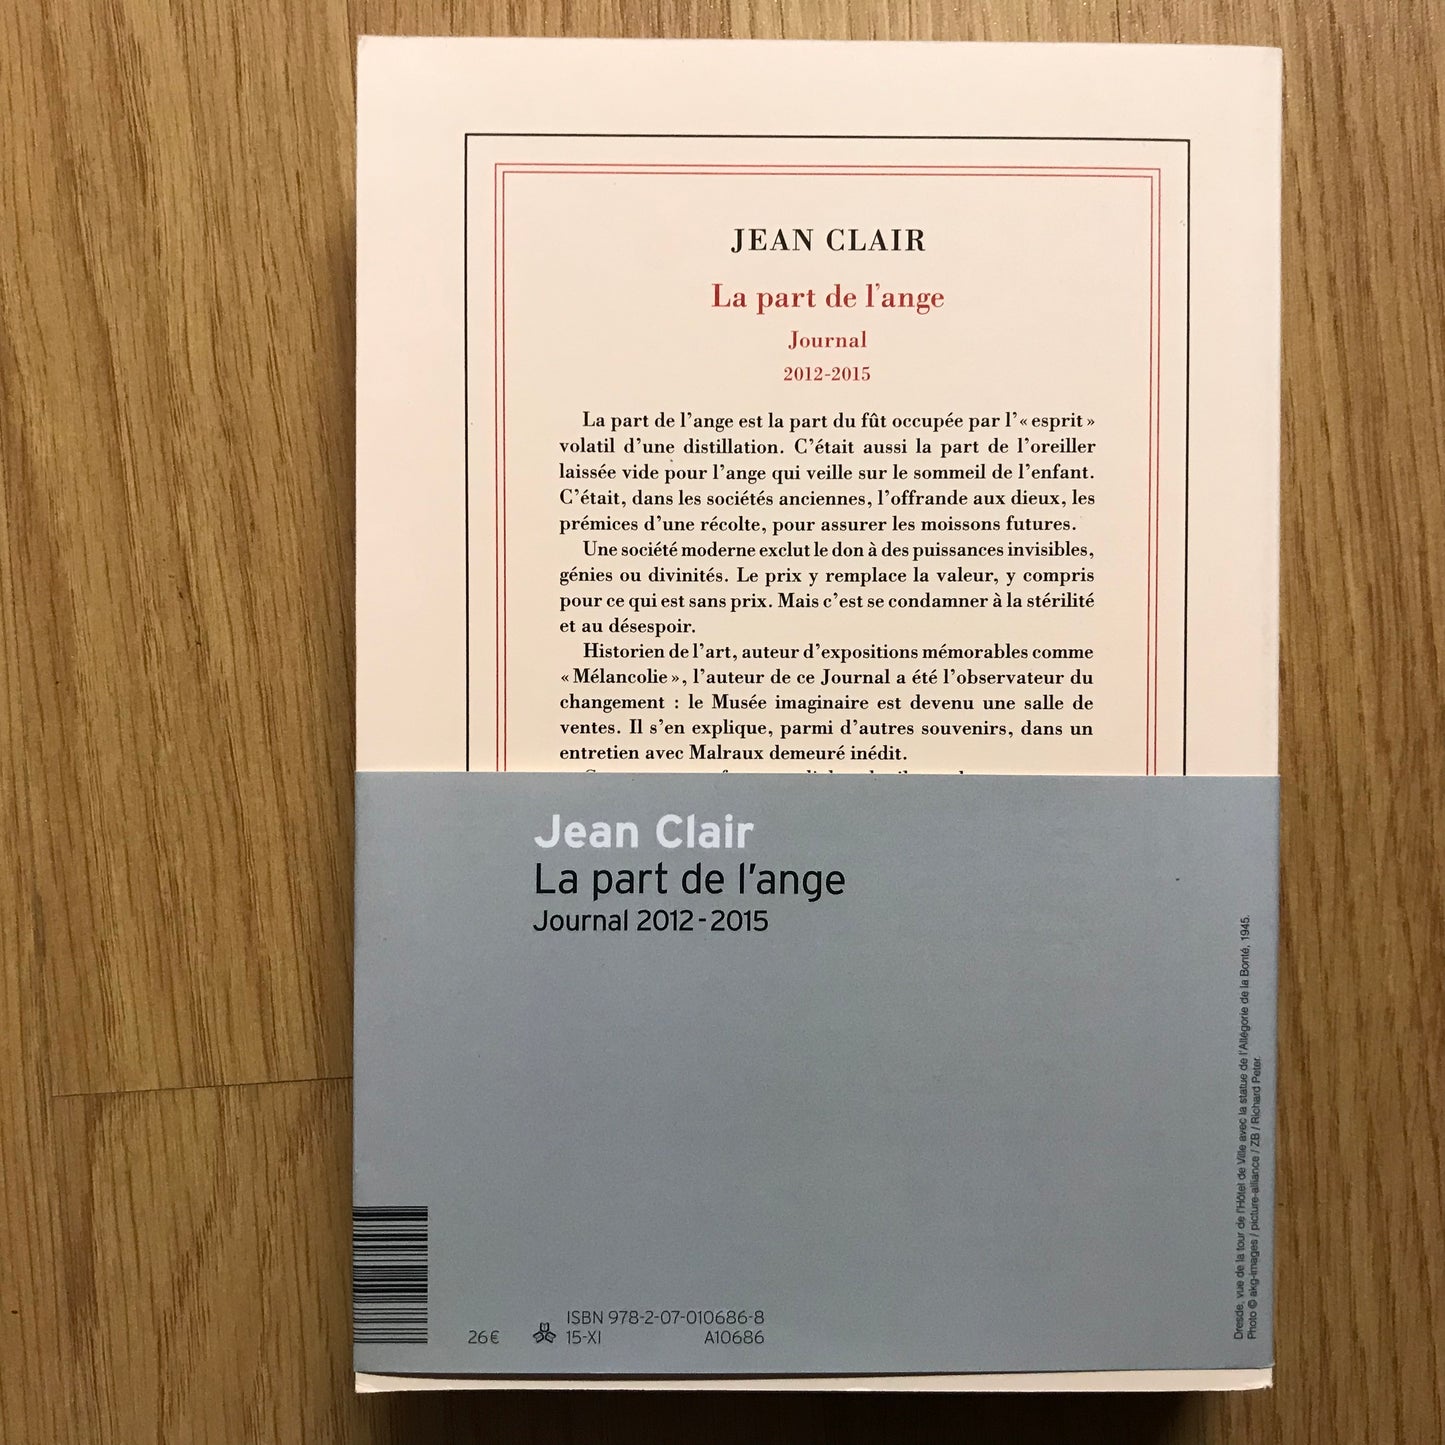 JEAN CLAIR
La part de l'ange
Journal
2012-2015
La part de l'ange est la part du fût occupée par l'« esprit »
volatil d'une distillation. C'était aussi la part de l'oreiller
laissée vide pour l'ange qui veille sur le sommeil de l'enfant.
C'était, dans les sociétés anciennes, l'offrande aux dieux, les
prémices d'une récolte, pour assurer les moissons futures.
Une société moderne exclut le don à des puissances invisibles,
génies ou divinités. Le prix y remplace la valeur, y compris
pour ce qui est sans prix. Mais c'est se condamner à la stérilité
et au désespoir.
Historien de l'art, auteur d'expositions mémorables comme
« Mélancolie », l'auteur de ce Journal a été l'observateur du
changement : le Musée imaginaire est devenu une salle de
ventes. Il s'en explique, parmi d'autres souvenirs, dans un
entretien avec Malraux demeuré inédit.
Jean Clair
La part de l'ange
Journal 2012-2015
Dresde, vue de la tour de l'Hôtel de Ville avec la statue de l'Allégorie de la Bonté, 1945.
Photo © akg-images / picture-alliance / ZB / Richard Peter.
ISBN 978-2-07-010686-8
26 € 15-XI A10686